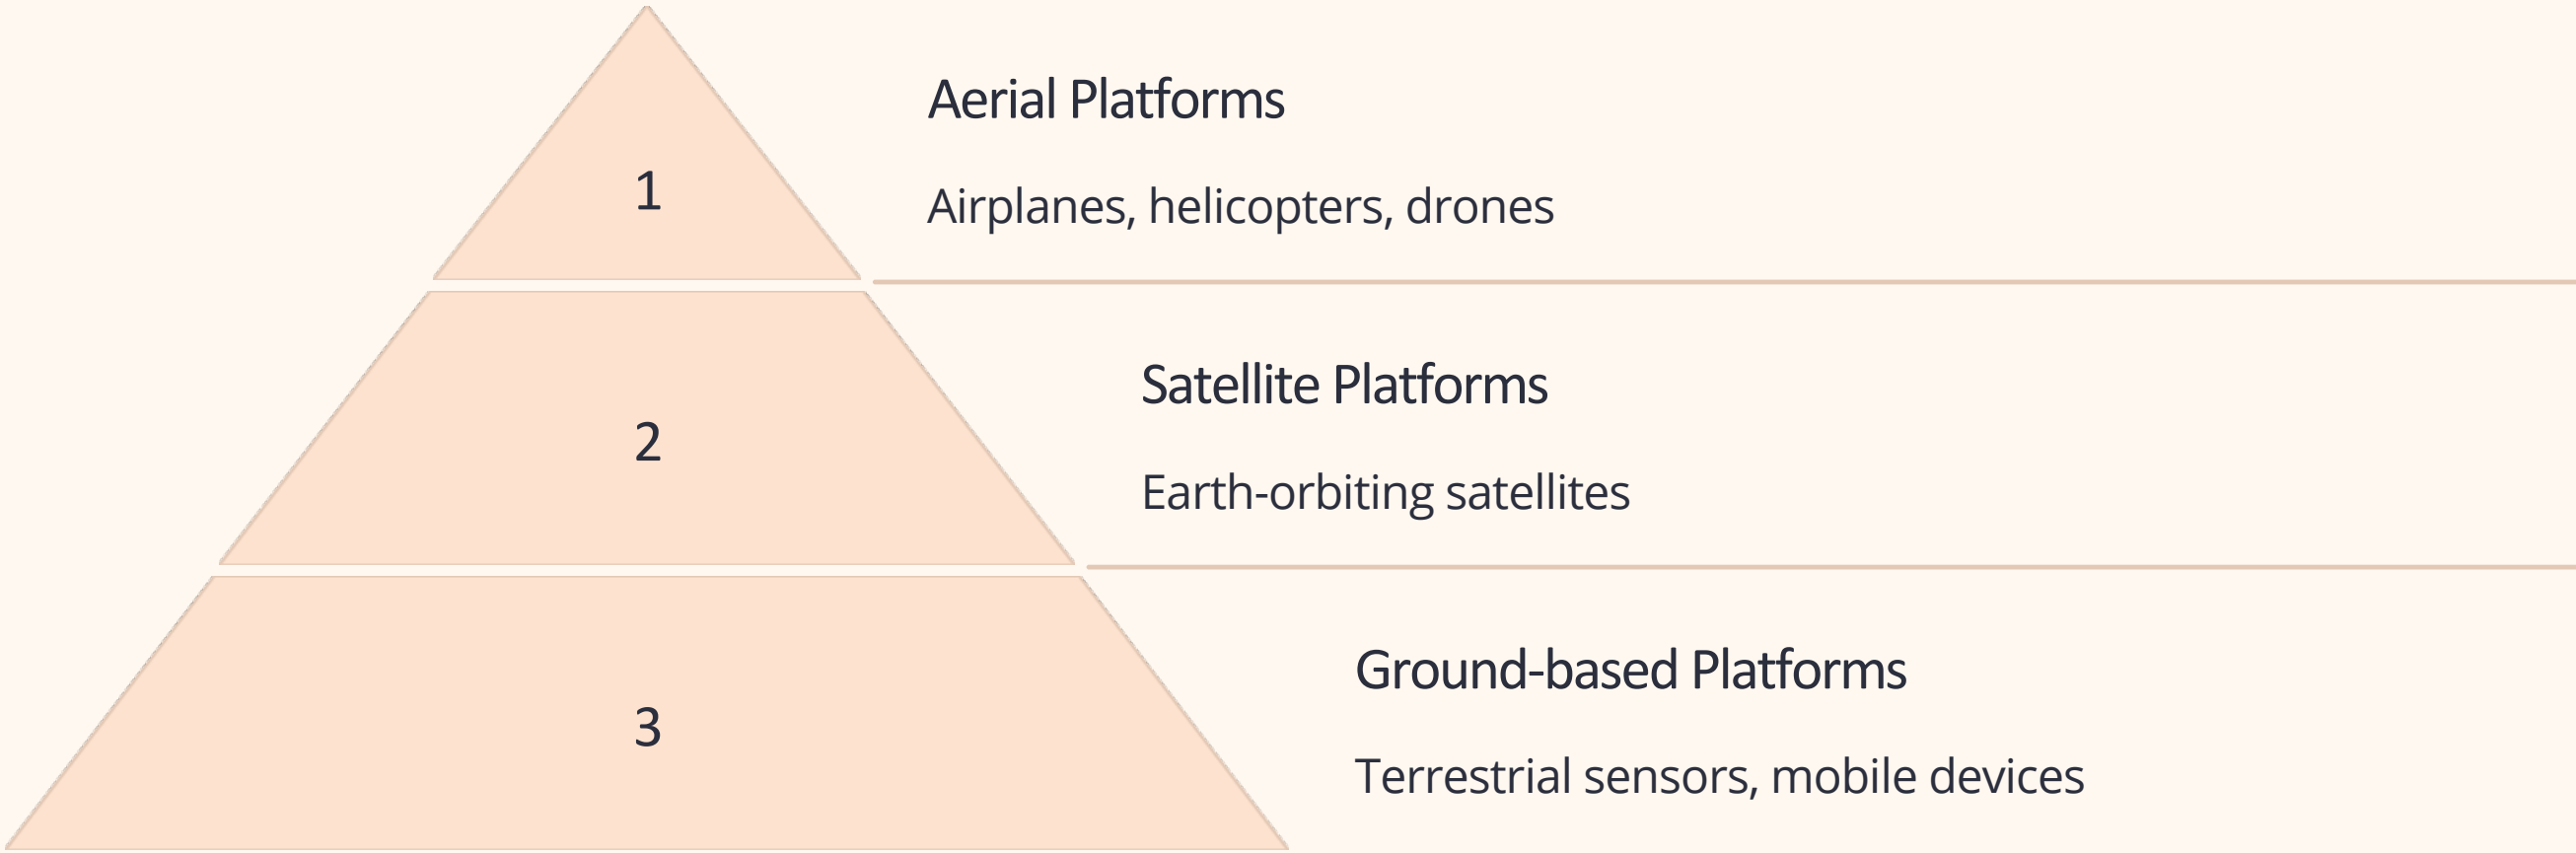 1
Aerial Platforms
Airplanes, helicopters, drones
2
Satellite Platforms
Earth-orbiting satellites
3
Ground-based Platforms
Terrestrial sensors, mobile devices